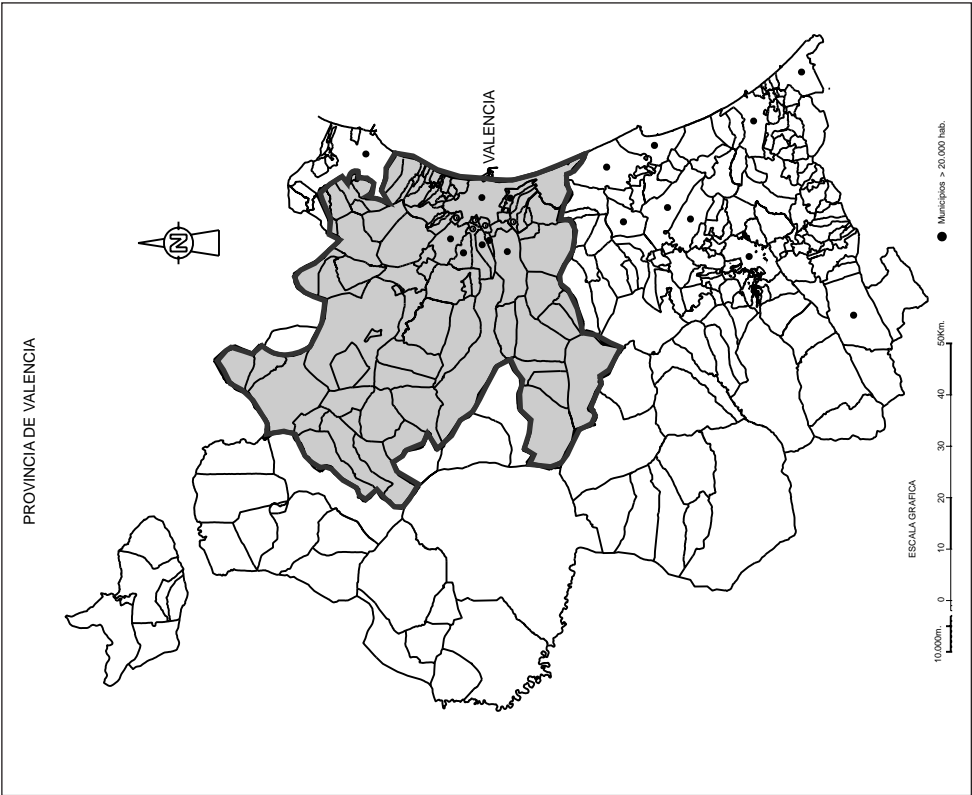 PROVINCIA DE VALENCIA
N
VALENCIA
● Municipios > 20.000 hab.
ESCALA GRAFICA
10.000m. 0 10 20 30 40 50Km.